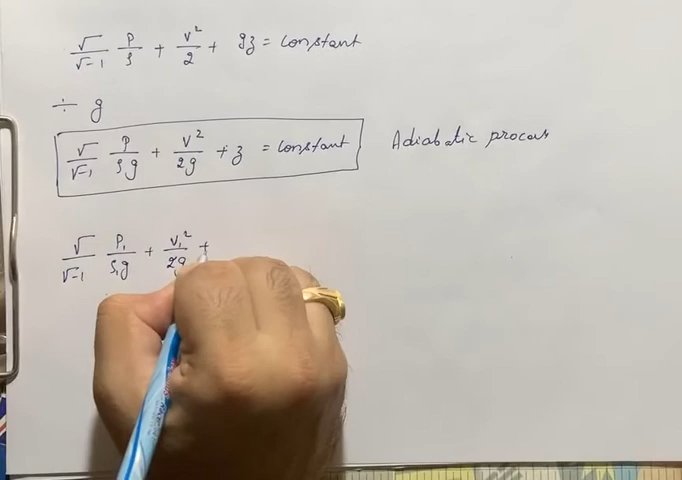 γ/γ-1 P/ρ + V²/2 + gz = constant
÷ g
γ/γ-1 P/ρg + V²/2g + z = constant Adiabatic process
γ/γ-1 P₁/ρ₁g + V₁²/2g +